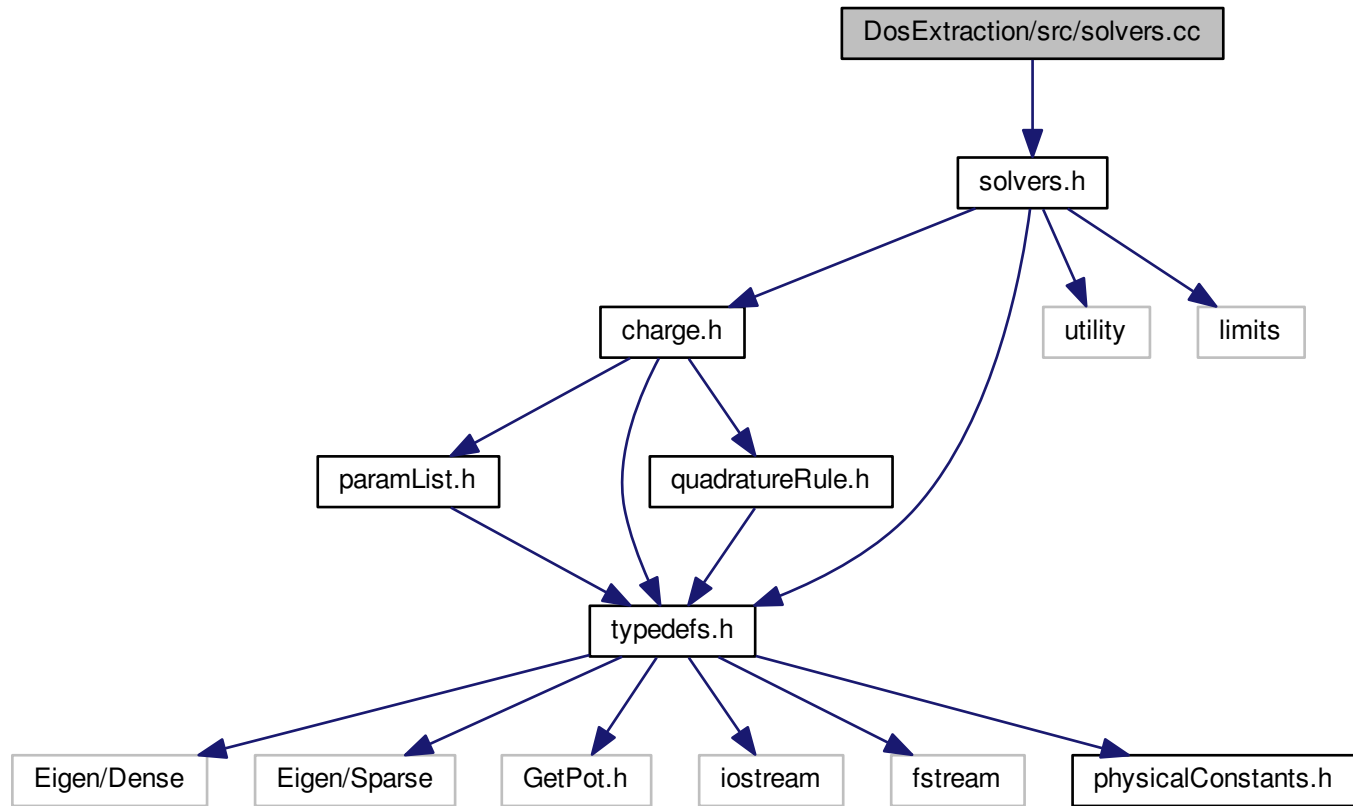 DosExtraction/src/solvers.cc
solvers.h
charge.h
utility
limits
paramList.h
quadratureRule.h
typedefs.h
Eigen/Dense
Eigen/Sparse
GetPot.h
iostream
fstream
physicalConstants.h